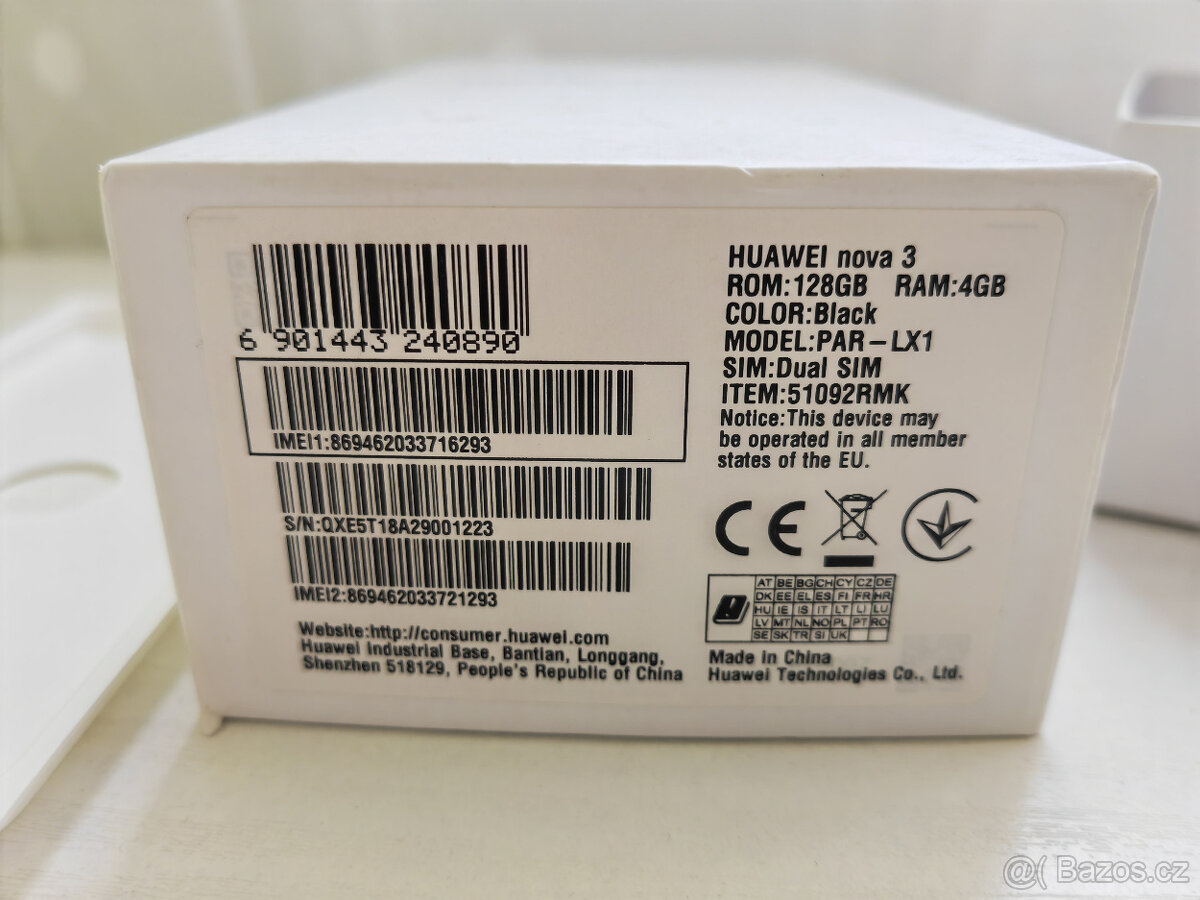 6 901443 240890
IMEI1:869462033716293
S/N:QXE5T18A29001223
IMEI2:869462033721293
Website:http://consumer.huawei.com
Huawei Industrial Base, Bantian, Longgang,
Shenzhen 518129, People's Republic of China
HUAWEI nova 3
ROM:128GB RAM:4GB
COLOR:Black
MODEL:PAR-LX1
SIM:Dual SIM
ITEM:51092RMK
Notice:This device may
be operated in all member
states of the EU.
CE
AT BE BG CH CY CZ DE
DK EE EL ES FI FR HR
HU IE IS IT LT LI LU
LV MT NL NO PL PT RO
SE SK TR SI UK
Made in China
Huawei Technologies Co., Ltd.
@( Bazos.cz